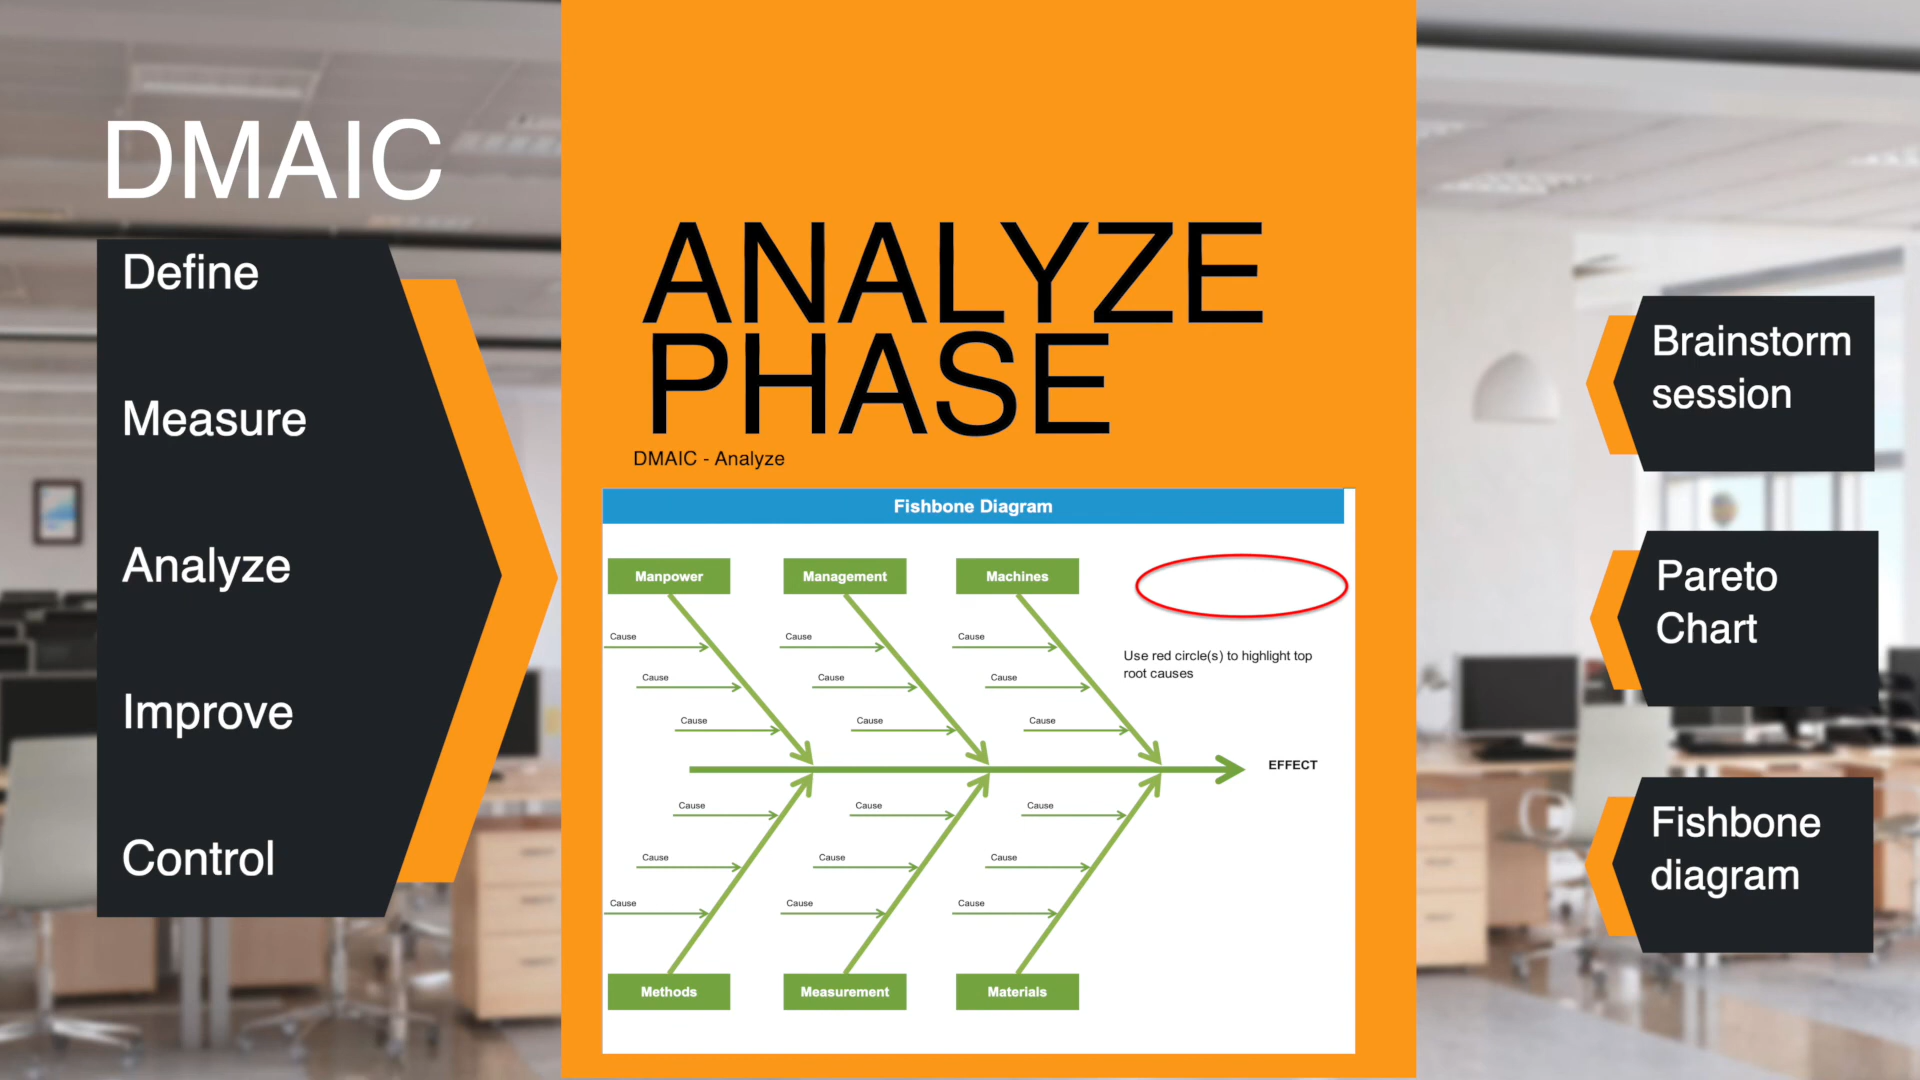 DMAIC
Define
Measure
Analyze
Improve
Control
ANALYZE
PHASE
DMAIC - Analyze
Fishbone Diagram
Manpower
Management
Machines
Cause
Cause
Cause
Cause
Cause
Cause
Cause
Cause
Cause
Use red circle(s) to highlight top
root causes
EFFECT
Cause
Cause
Cause
Cause
Cause
Cause
Cause
Cause
Cause
Methods
Measurement
Materials
Brainstorm
session
Pareto
Chart
Fishbone
diagram